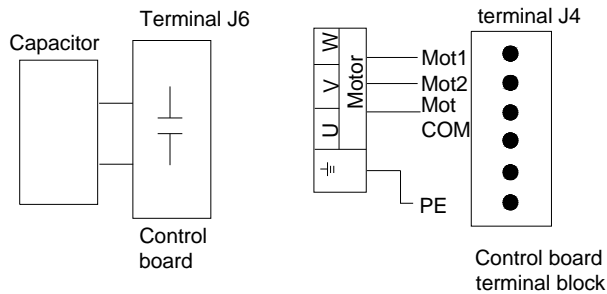 Terminal J6
Capacitor
Control
board
terminal J4
W
V
U
Motor
Mot1
Mot2
Mot
COM
PE
Control board
terminal block